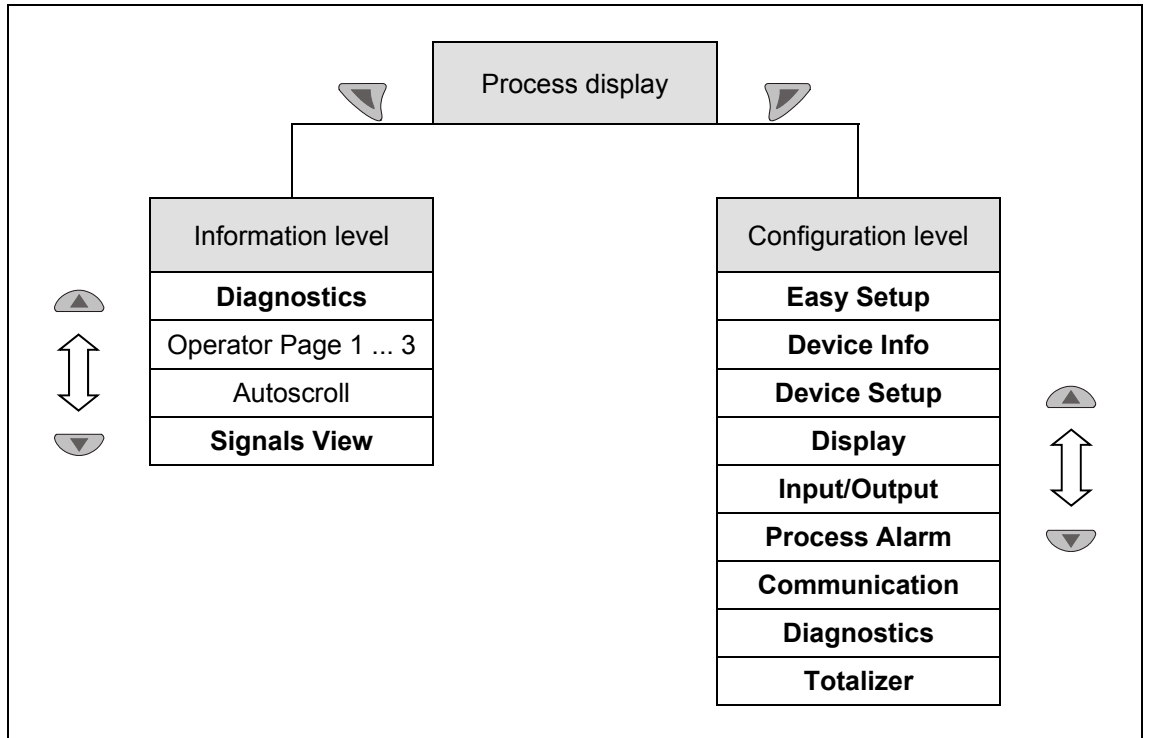 Process display
Information level
Diagnostics
Operator Page 1 ... 3
Autoscroll
Signals View
Configuration level
Easy Setup
Device Info
Device Setup
Display
Input/Output
Process Alarm
Communication
Diagnostics
Totalizer